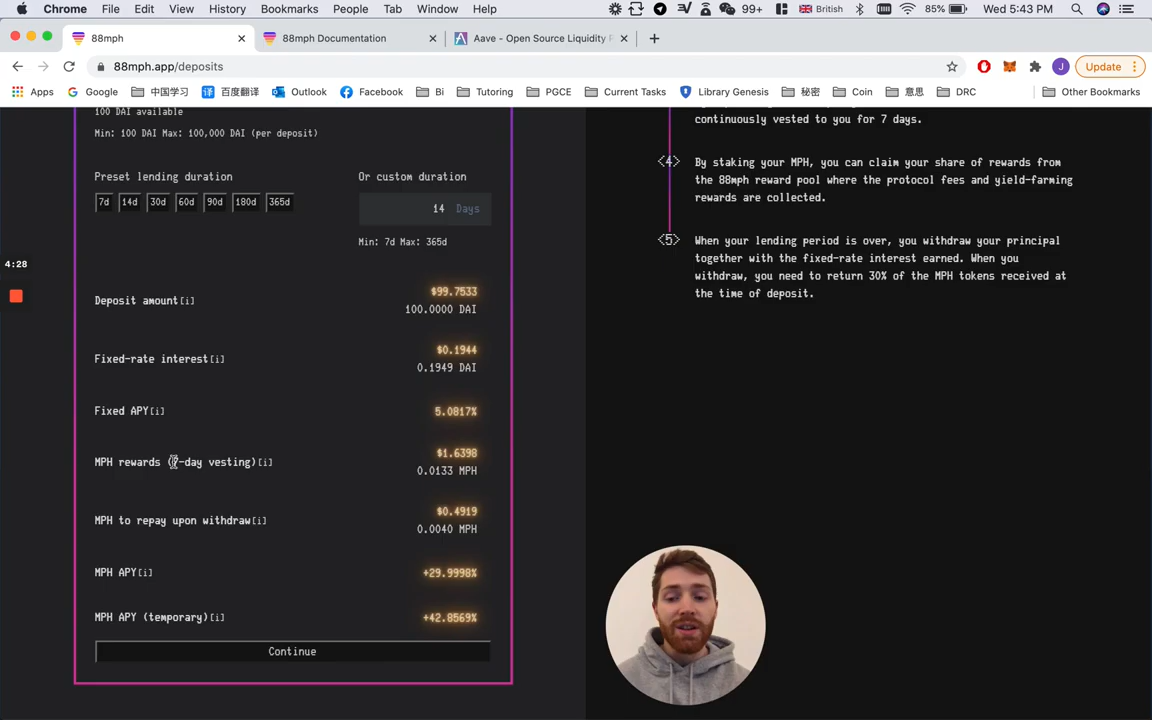 Chrome File Edit View History Bookmarks People Tab Window Help 99+ British 85% Wed 5:43 PM
88mph 88mph Documentation Aave - Open Source Liquidity P
88mph.app/deposits J Update
Apps Google 中国学习 百度翻译 Outlook Facebook Bi Tutoring PGCE Current Tasks Library Genesis 秘密 Coin 意思 DRC Other Bookmarks
100 DAI available
Min: 100 DAI Max: 100,000 DAI (per deposit)
Preset lending duration
Or custom duration
7d 14d 30d 60d 90d 180d 365d
14 Days
Min: 7d Max: 365d
Deposit amount[i]
$99.7533
100.0000 DAI
Fixed-rate interest[i]
$0.1944
0.1949 DAI
Fixed APY[i]
5.0817%
MPH rewards (7-day vesting)[i]
$1.6398
0.0133 MPH
MPH to repay upon withdraw[i]
$0.4919
0.0040 MPH
MPH APY[i]
+29.9998%
MPH APY (temporary)[i]
+42.8569%
Continue
continuously vested to you for 7 days.
<4>
By staking your MPH, you can claim your share of rewards from
the 88mph reward pool where the protocol fees and yield-farming
rewards are collected.
<5>
When your lending period is over, you withdraw your principal
together with the fixed-rate interest earned. When you
withdraw, you need to return 30% of the MPH tokens received at
the time of deposit.
4:28